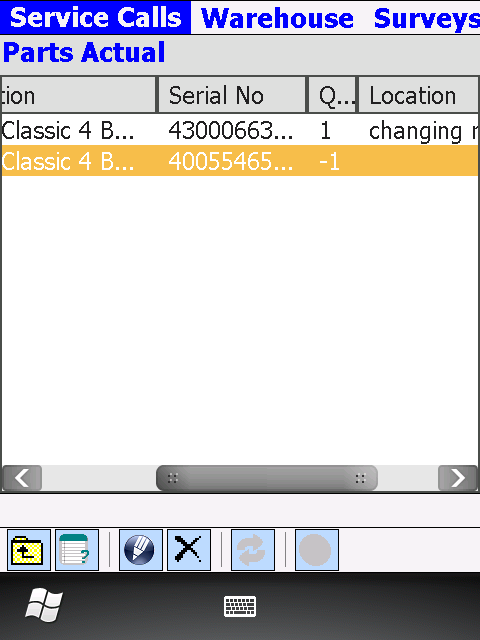 Service Calls Warehouse Surveys
Parts Actual
tion Serial No Q... Location
Classic 4 B... 43000663... 1 changing r
Classic 4 B... 40055465... -1
?